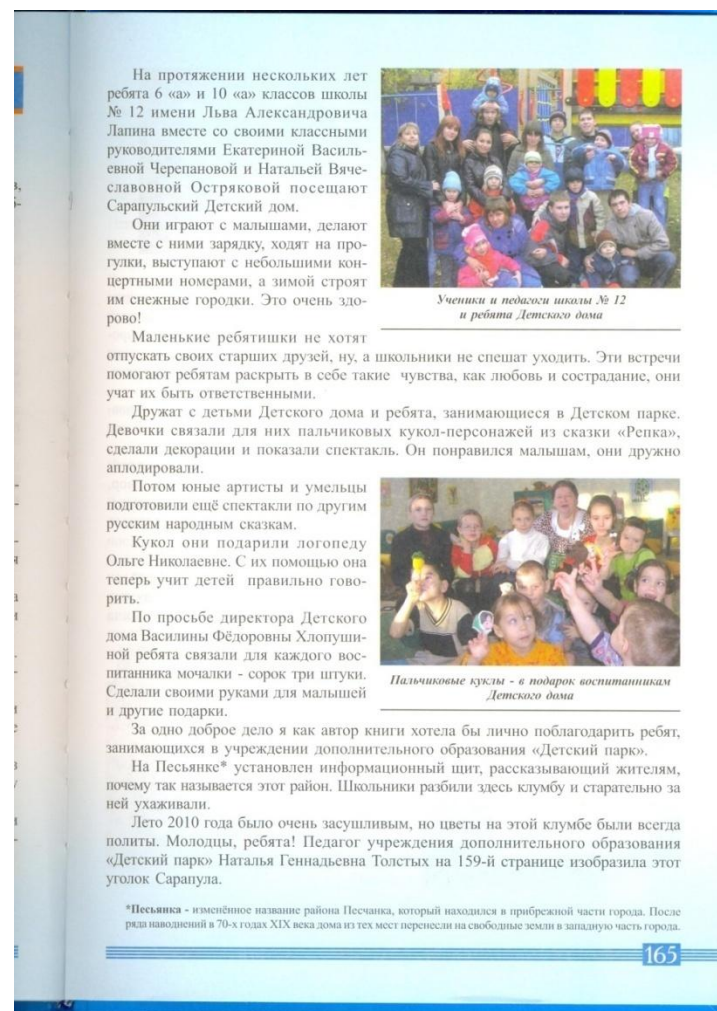 На протяжении нескольких лет
ребята 6 «а» и 10 «а» классов школы
№ 12 имени Льва Александровича
Лапина вместе со своими классными
руководителями Екатериной Василь-
евной Черепановой и Натальей Вяче-
славовной Остряковой посещают
Сарапульский Детский дом.
Они играют с малышами, делают
вместе с ними зарядку, ходят на про-
гулки, выступают с небольшими кон-
цертными номерами, а зимой строят
им снежные городки. Это очень здо-
рово!
Ученики и педагоги школы № 12
и ребята Детского дома
Маленькие ребятишки не хотят
отпускать своих старших друзей, ну, а школьники не спешат уходить. Эти встречи
помогают ребятам раскрыть в себе такие чувства, как любовь и сострадание, они
учат их быть ответственными.
Дружат с детьми Детского дома и ребята, занимающиеся в Детском парке.
Девочки связали для них пальчиковых кукол-персонажей из сказки «Репка»,
сделали декорации и показали спектакль. Он понравился малышам, они дружно
аплодировали.
Потом юные артисты и умельцы
подготовили ещё спектакли по другим
русским народным сказкам.
Кукол они подарили логопеду
Ольге Николаевне. С их помощью она
теперь учит детей правильно гово-
рить.
По просьбе директора Детского
дома Василины Фёдоровны Хлопуши-
ной ребята связали для каждого вос-
питанника мочалки - сорок три штуки.
Сделали своими руками для малышей
и другие подарки.
Пальчиковые куклы - в подарок воспитанникам
Детского дома
За одно доброе дело я как автор книги хотела бы лично поблагодарить ребят,
занимающихся в учреждении дополнительного образования «Детский парк».
На Песьянке* установлен информационный щит, рассказывающий жителям,
почему так называется этот район. Школьники разбили здесь клумбу и старательно за
ней ухаживали.
Лето 2010 года было очень засушливым, но цветы на этой клумбе были всегда
политы. Молодцы, ребята! Педагог учреждения дополнительного образования
«Детский парк» Наталья Геннадьевна Толстых на 159-й странице изобразила этот
уголок Сарапула.
*Песьянка - изменённое название района Песчанка, который находился в прибрежной части города. После
ряда наводнений в 70-х годах XIX века дома из тех мест перенесли на свободные земли в западную часть города.
165